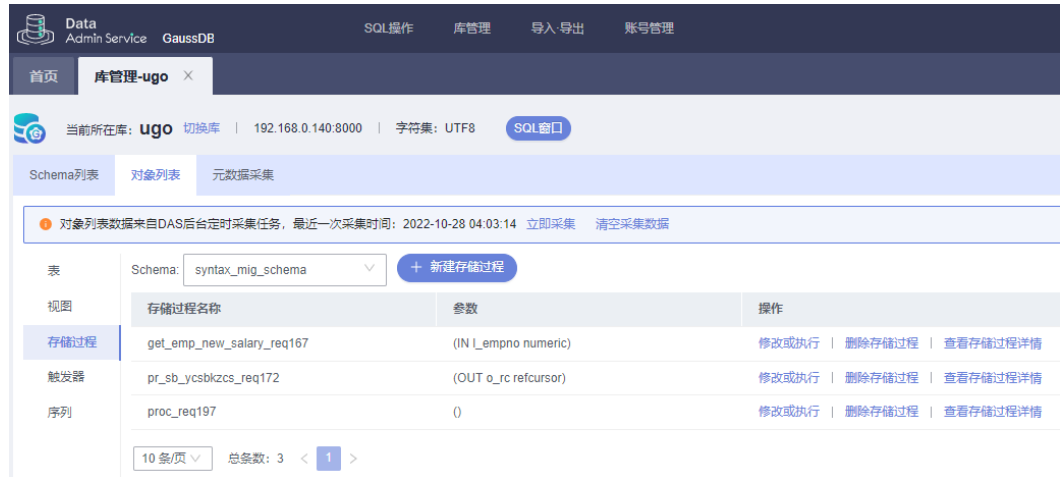 Data
Admin Service GaussDB SQL操作 库管理 导入·导出 账号管理
首页 库管理-ugo ×
当前所在库: ugo 切换库 | 192.168.0.140:8000 | 字符集: UTF8 SQL窗口
Schema列表 对象列表 元数据采集
对象列表数据来自DAS后台定时采集任务, 最近一次采集时间: 2022-10-28 04:03:14 立即采集 清空采集数据
表 Schema: syntax_mig_schema + 新建存储过程
视图 存储过程名称 参数 操作
存储过程 get_emp_new_salary_req167 (IN l_empno numeric) 修改或执行 | 删除存储过程 | 查看存储过程详情
触发器 pr_sb_ycsbkzcs_req172 (OUT o_rc refcursor) 修改或执行 | 删除存储过程 | 查看存储过程详情
序列 proc_req197 () 修改或执行 | 删除存储过程 | 查看存储过程详情
10 条/页 总条数: 3 < 1 >